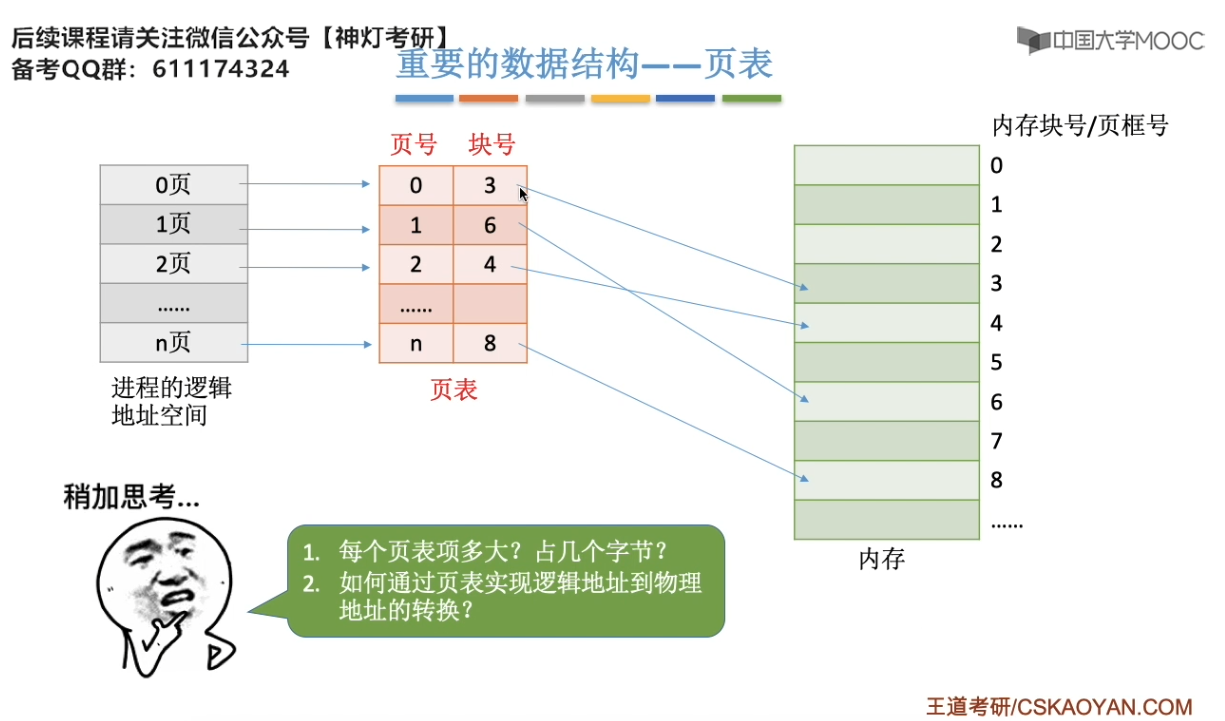 后续课程请关注微信公众号【神灯考研】
备考QQ群：611174324
重要的数据结构——页表
中国大学MOOC
内存块号/页框号
页号 块号
0页
1页
2页
......
n页
进程的逻辑
地址空间
0 3
1 6
2 4
......
n 8
页表
0
1
2
3
4
5
6
7
8
......
内存
稍加思考...
1. 每个页表项多大？占几个字节？
2. 如何通过页表实现逻辑地址到物理
地址的转换？
王道考研/CSKAOYAN.COM